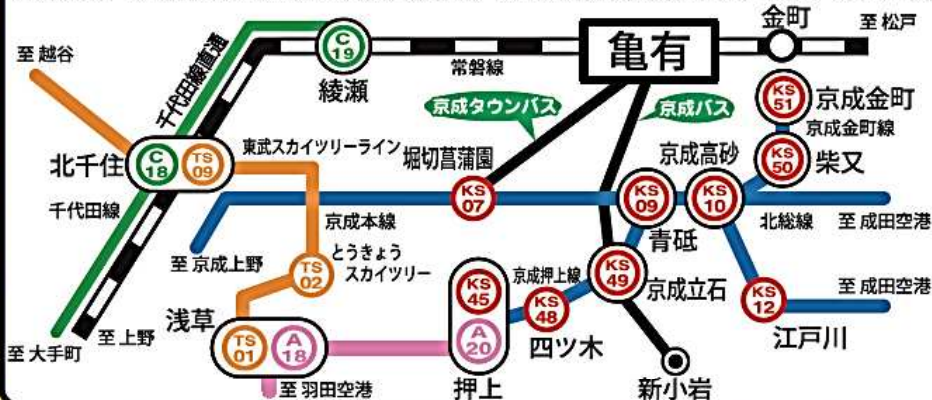 金町
至 松戸
至 越谷
千代田線直通
C
19
綾瀬
常磐線
亀有
KS
51
京成金町
京成金町線
京成タウンバス
京成バス
北千住
C
18
TS
09
東武スカイツリーライン
堀切菖蒲園
京成高砂
KS
50
柴又
千代田線
京成本線
KS
07
KS
09
青砥
KS
10
北総線
至 成田空港
至 京成上野
TS
02
とうきょう
スカイツリー
京成押上線
KS
49
京成立石
KS
12
至 成田空港
江戸川
KS
45
KS
48
四ツ木
浅草
至 上野
至 大手町
TS
01
A
18
A
20
押上
至 羽田空港
新小岩